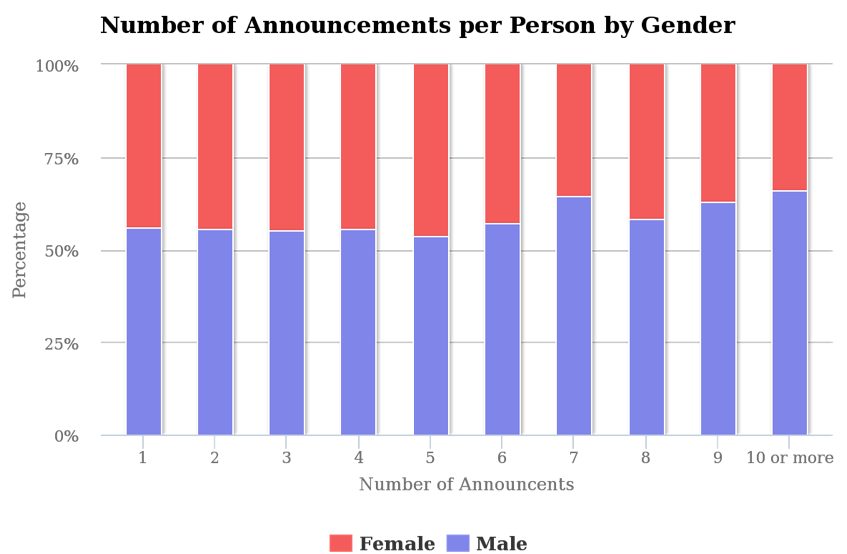 Number of Announcements per Person by Gender
100%
75%
50%
25%
0%
Percentage
1 2 3 4 5 6 7 8 9 10 or more
Number of Announcents
Female Male